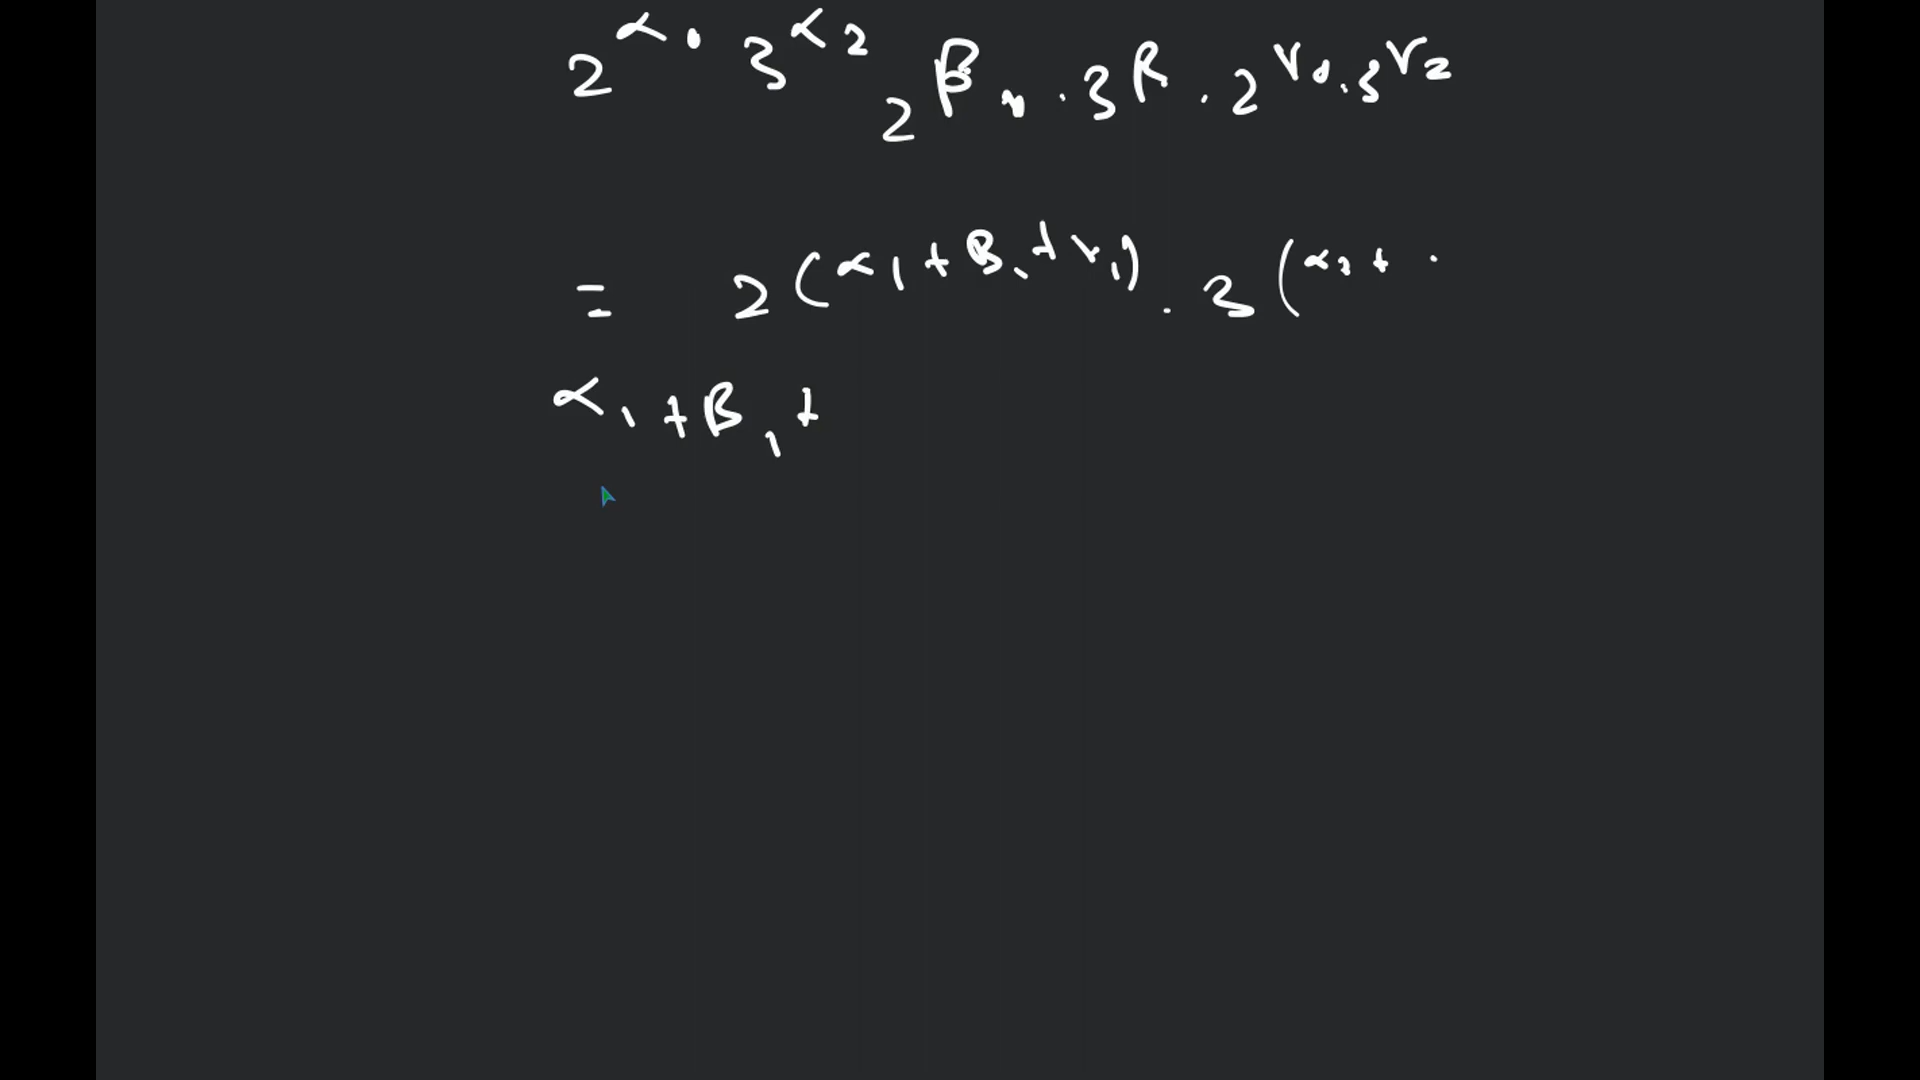 2^α₁ 3^α₂ 2^β₁ · 3^β · 2^γ₁ · 3^γ₂
= 2^(α₁ + β₁ + γ₁) · 3^(α₂ + ·
α₁ + β₁ +